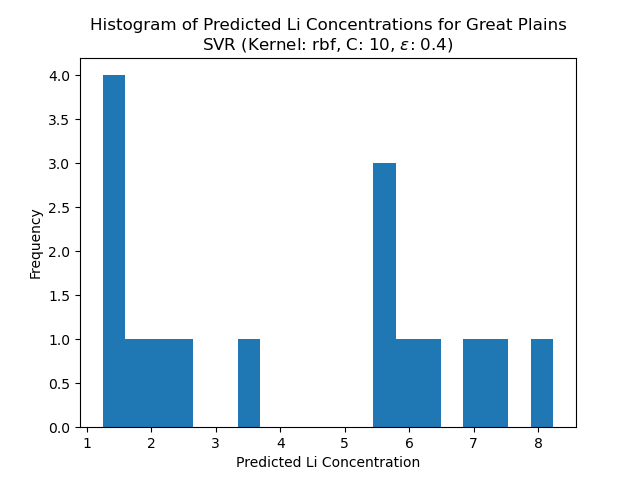 Histogram of Predicted Li Concentrations for Great Plains
SVR (Kernel: rbf, C: 10, ε: 0.4)
4.0
3.5
3.0
2.5
2.0
1.5
1.0
0.5
0.0
Frequency
1 2 3 4 5 6 7 8
Predicted Li Concentration